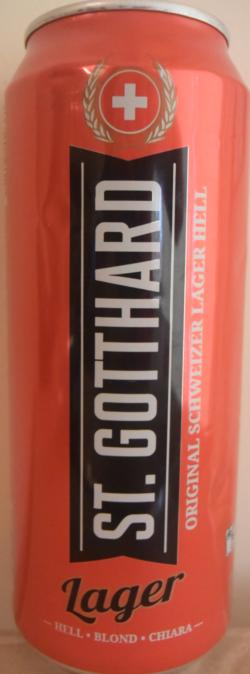 ST. GOTTHARD
ORIGINAL SCHWEIZER LAGER HELL
Lager
— HELL • BLOND • CHIARA —